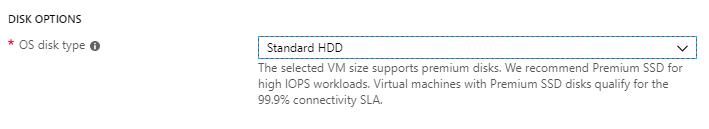 DISK OPTIONS
* OS disk type
Standard HDD
The selected VM size supports premium disks. We recommend Premium SSD for
high IOPS workloads. Virtual machines with Premium SSD disks qualify for the
99.9% connectivity SLA.